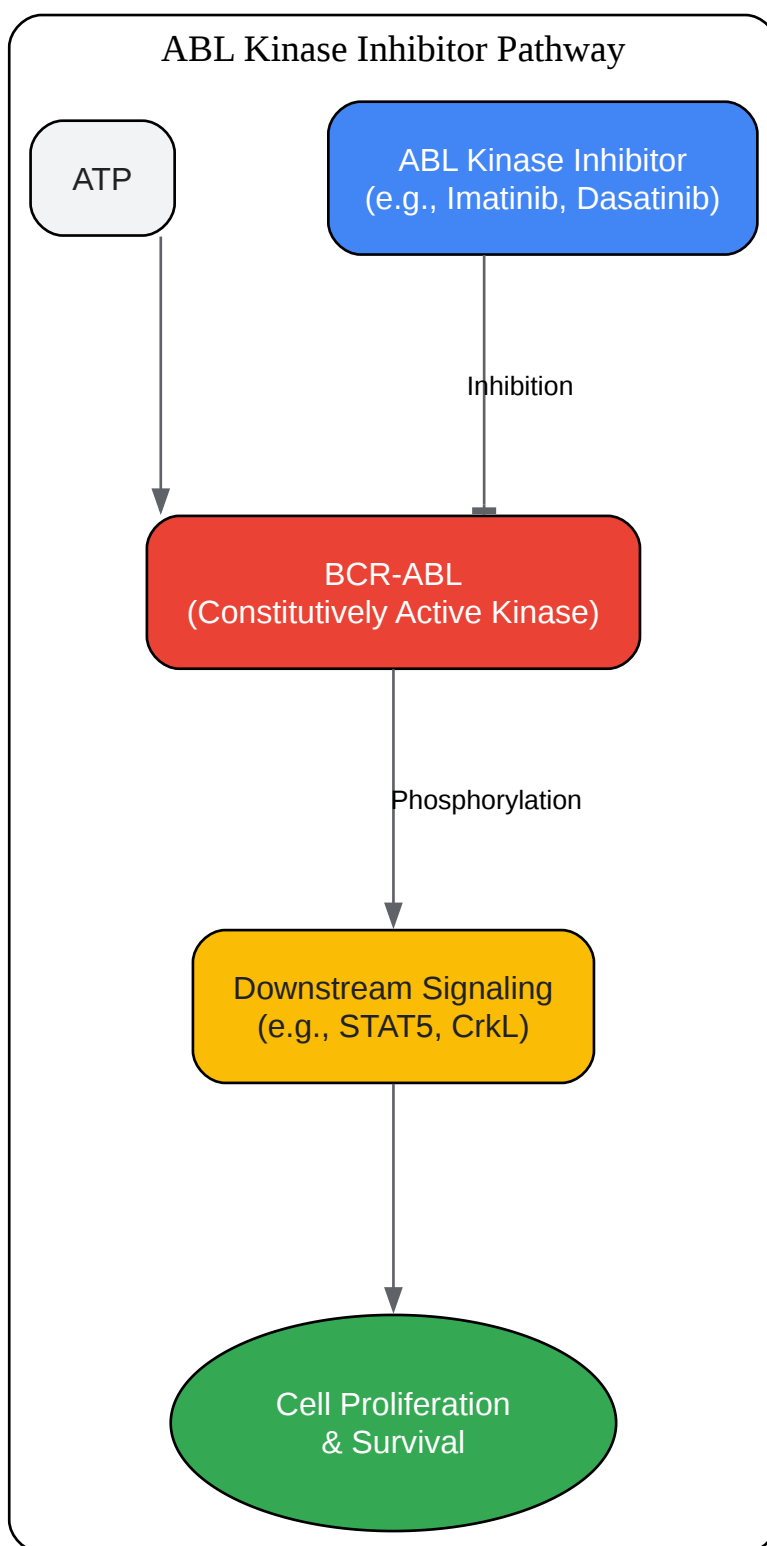 ABL Kinase Inhibitor Pathway
ATP
ABL Kinase Inhibitor
(e.g., Imatinib, Dasatinib)
Inhibition
BCR-ABL
(Constitutively Active Kinase)
Phosphorylation
Downstream Signaling
(e.g., STAT5, CrkL)
Cell Proliferation
& Survival